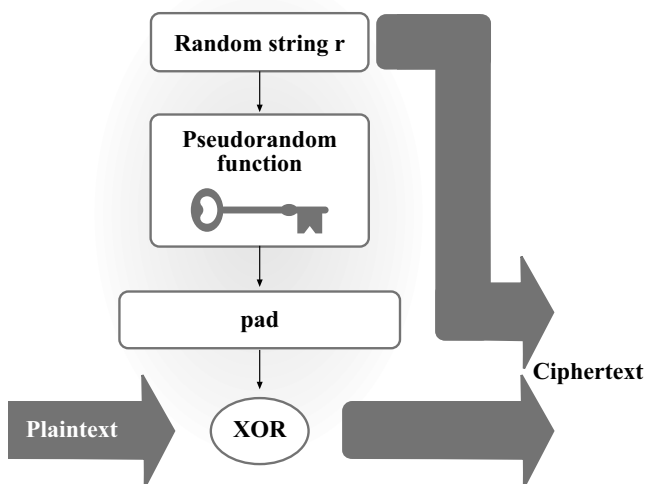 Random string r
Pseudorandom
function
pad
Ciphertext
Plaintext
XOR